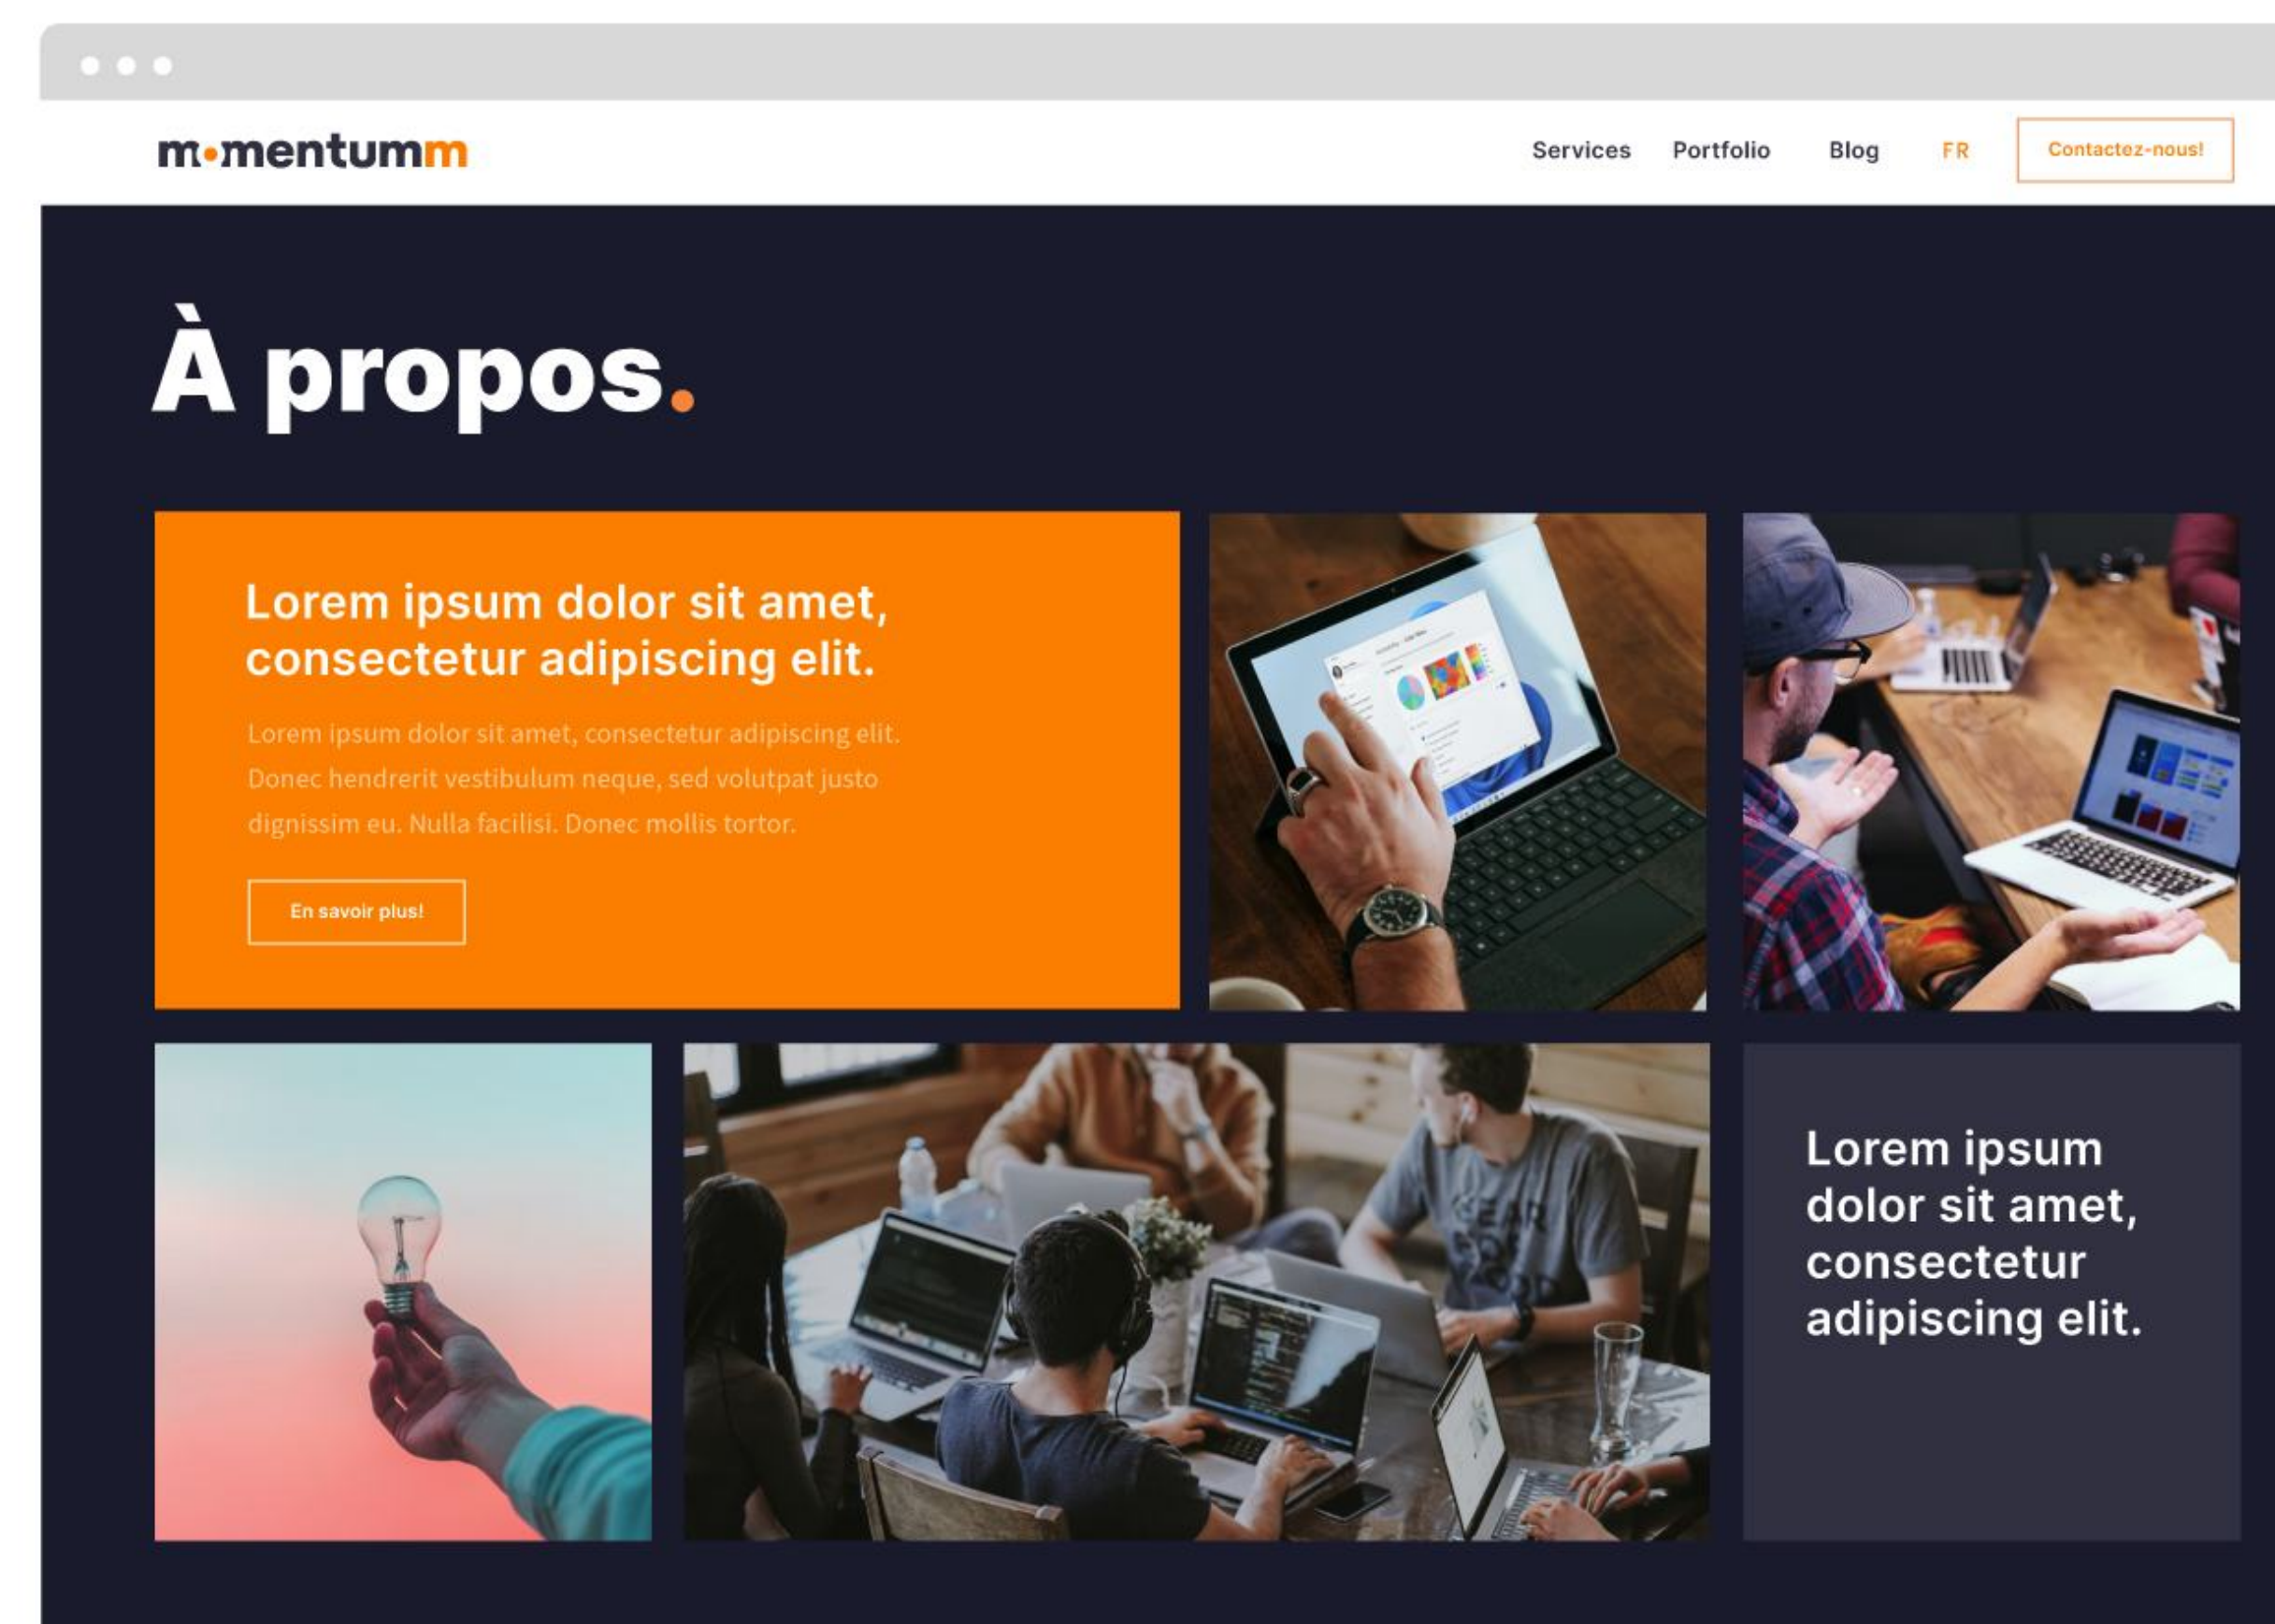 momentumm
Services Portfolio Blog FR Contactez-nous!
À propos.
Lorem ipsum dolor sit amet,
consectetur adipiscing elit.
Lorem ipsum dolor sit amet, consectetur adipiscing elit.
Donec hendrerit vestibulum neque, sed volutpat justo
dignissim eu. Nulla facilisi. Donec mollis tortor.
En savoir plus!
Lorem ipsum
dolor sit amet,
consectetur
adipiscing elit.